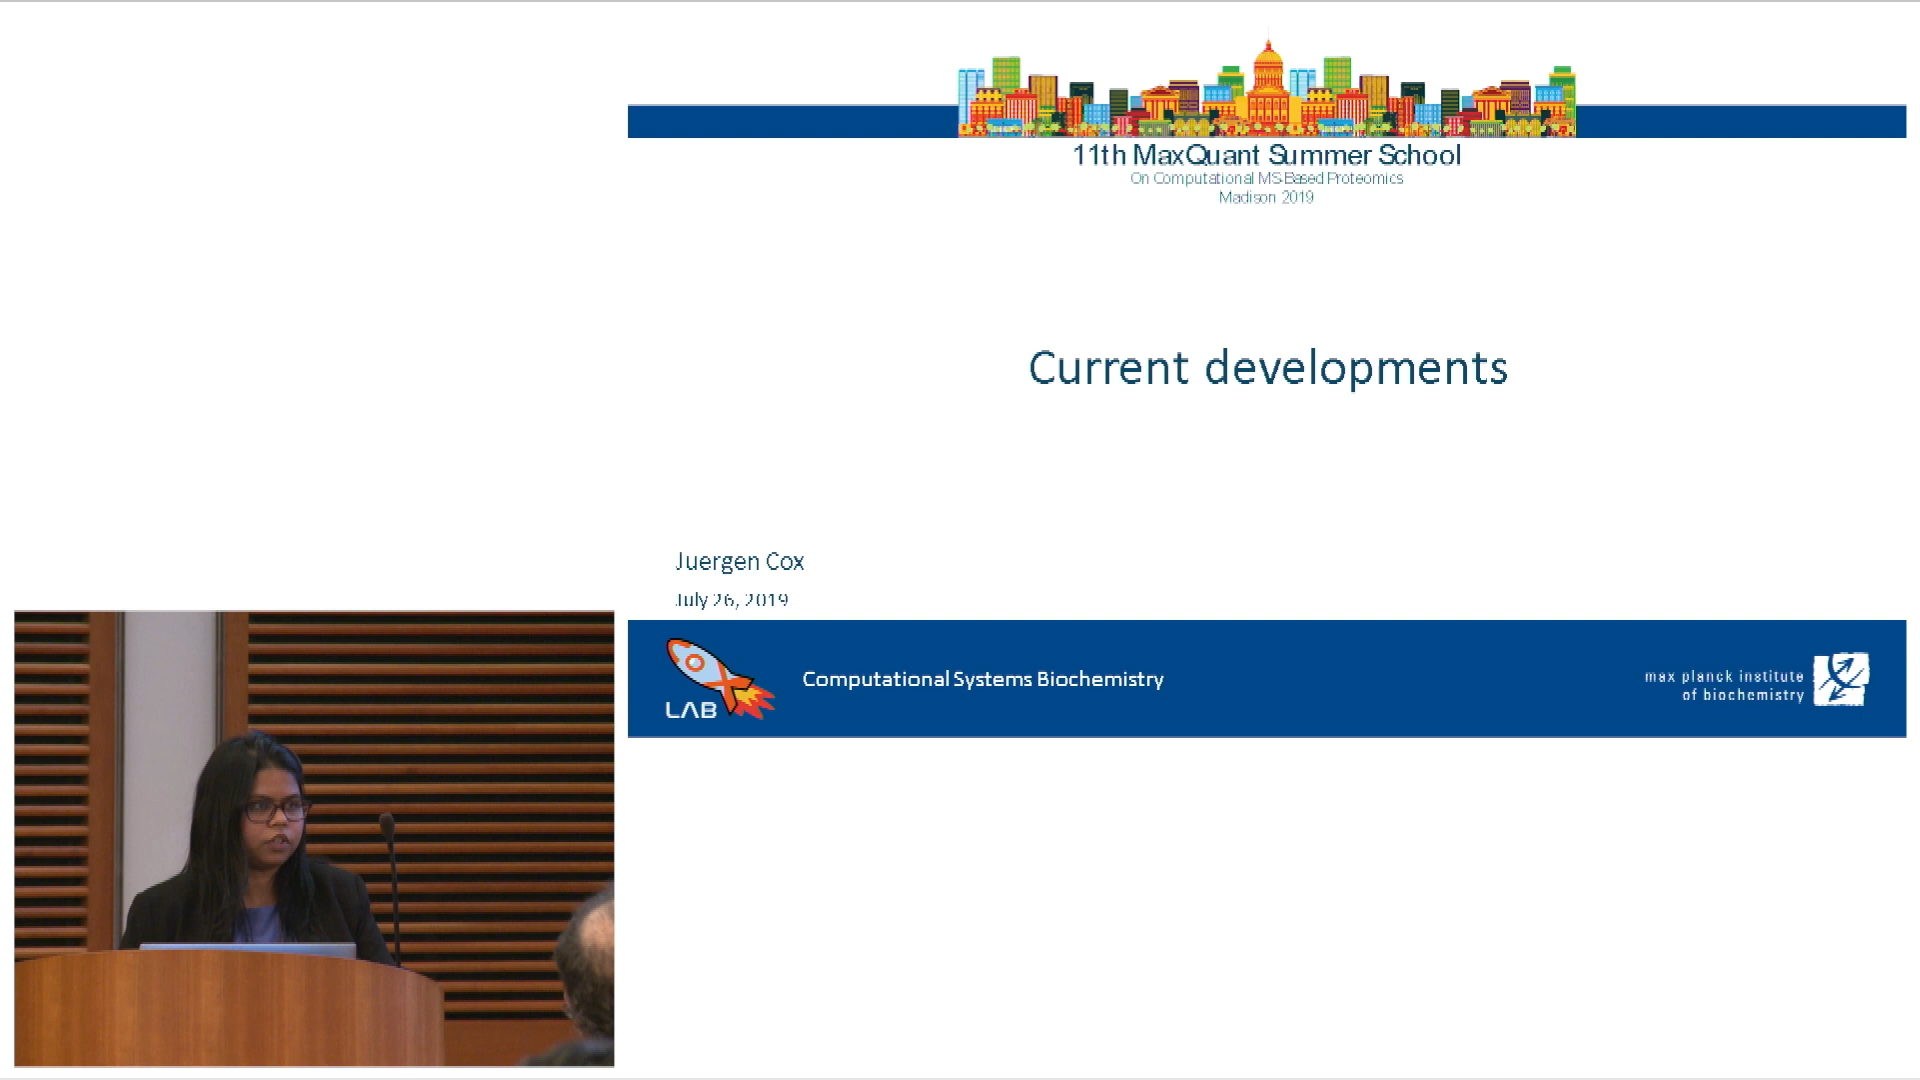 11th MaxQuant Summer School
On Computational MS-Based Proteomics
Madison 2019
Current developments
Juergen Cox
July 26, 2019
LAB
Computational Systems Biochemistry
max planck institute
of biochemistry